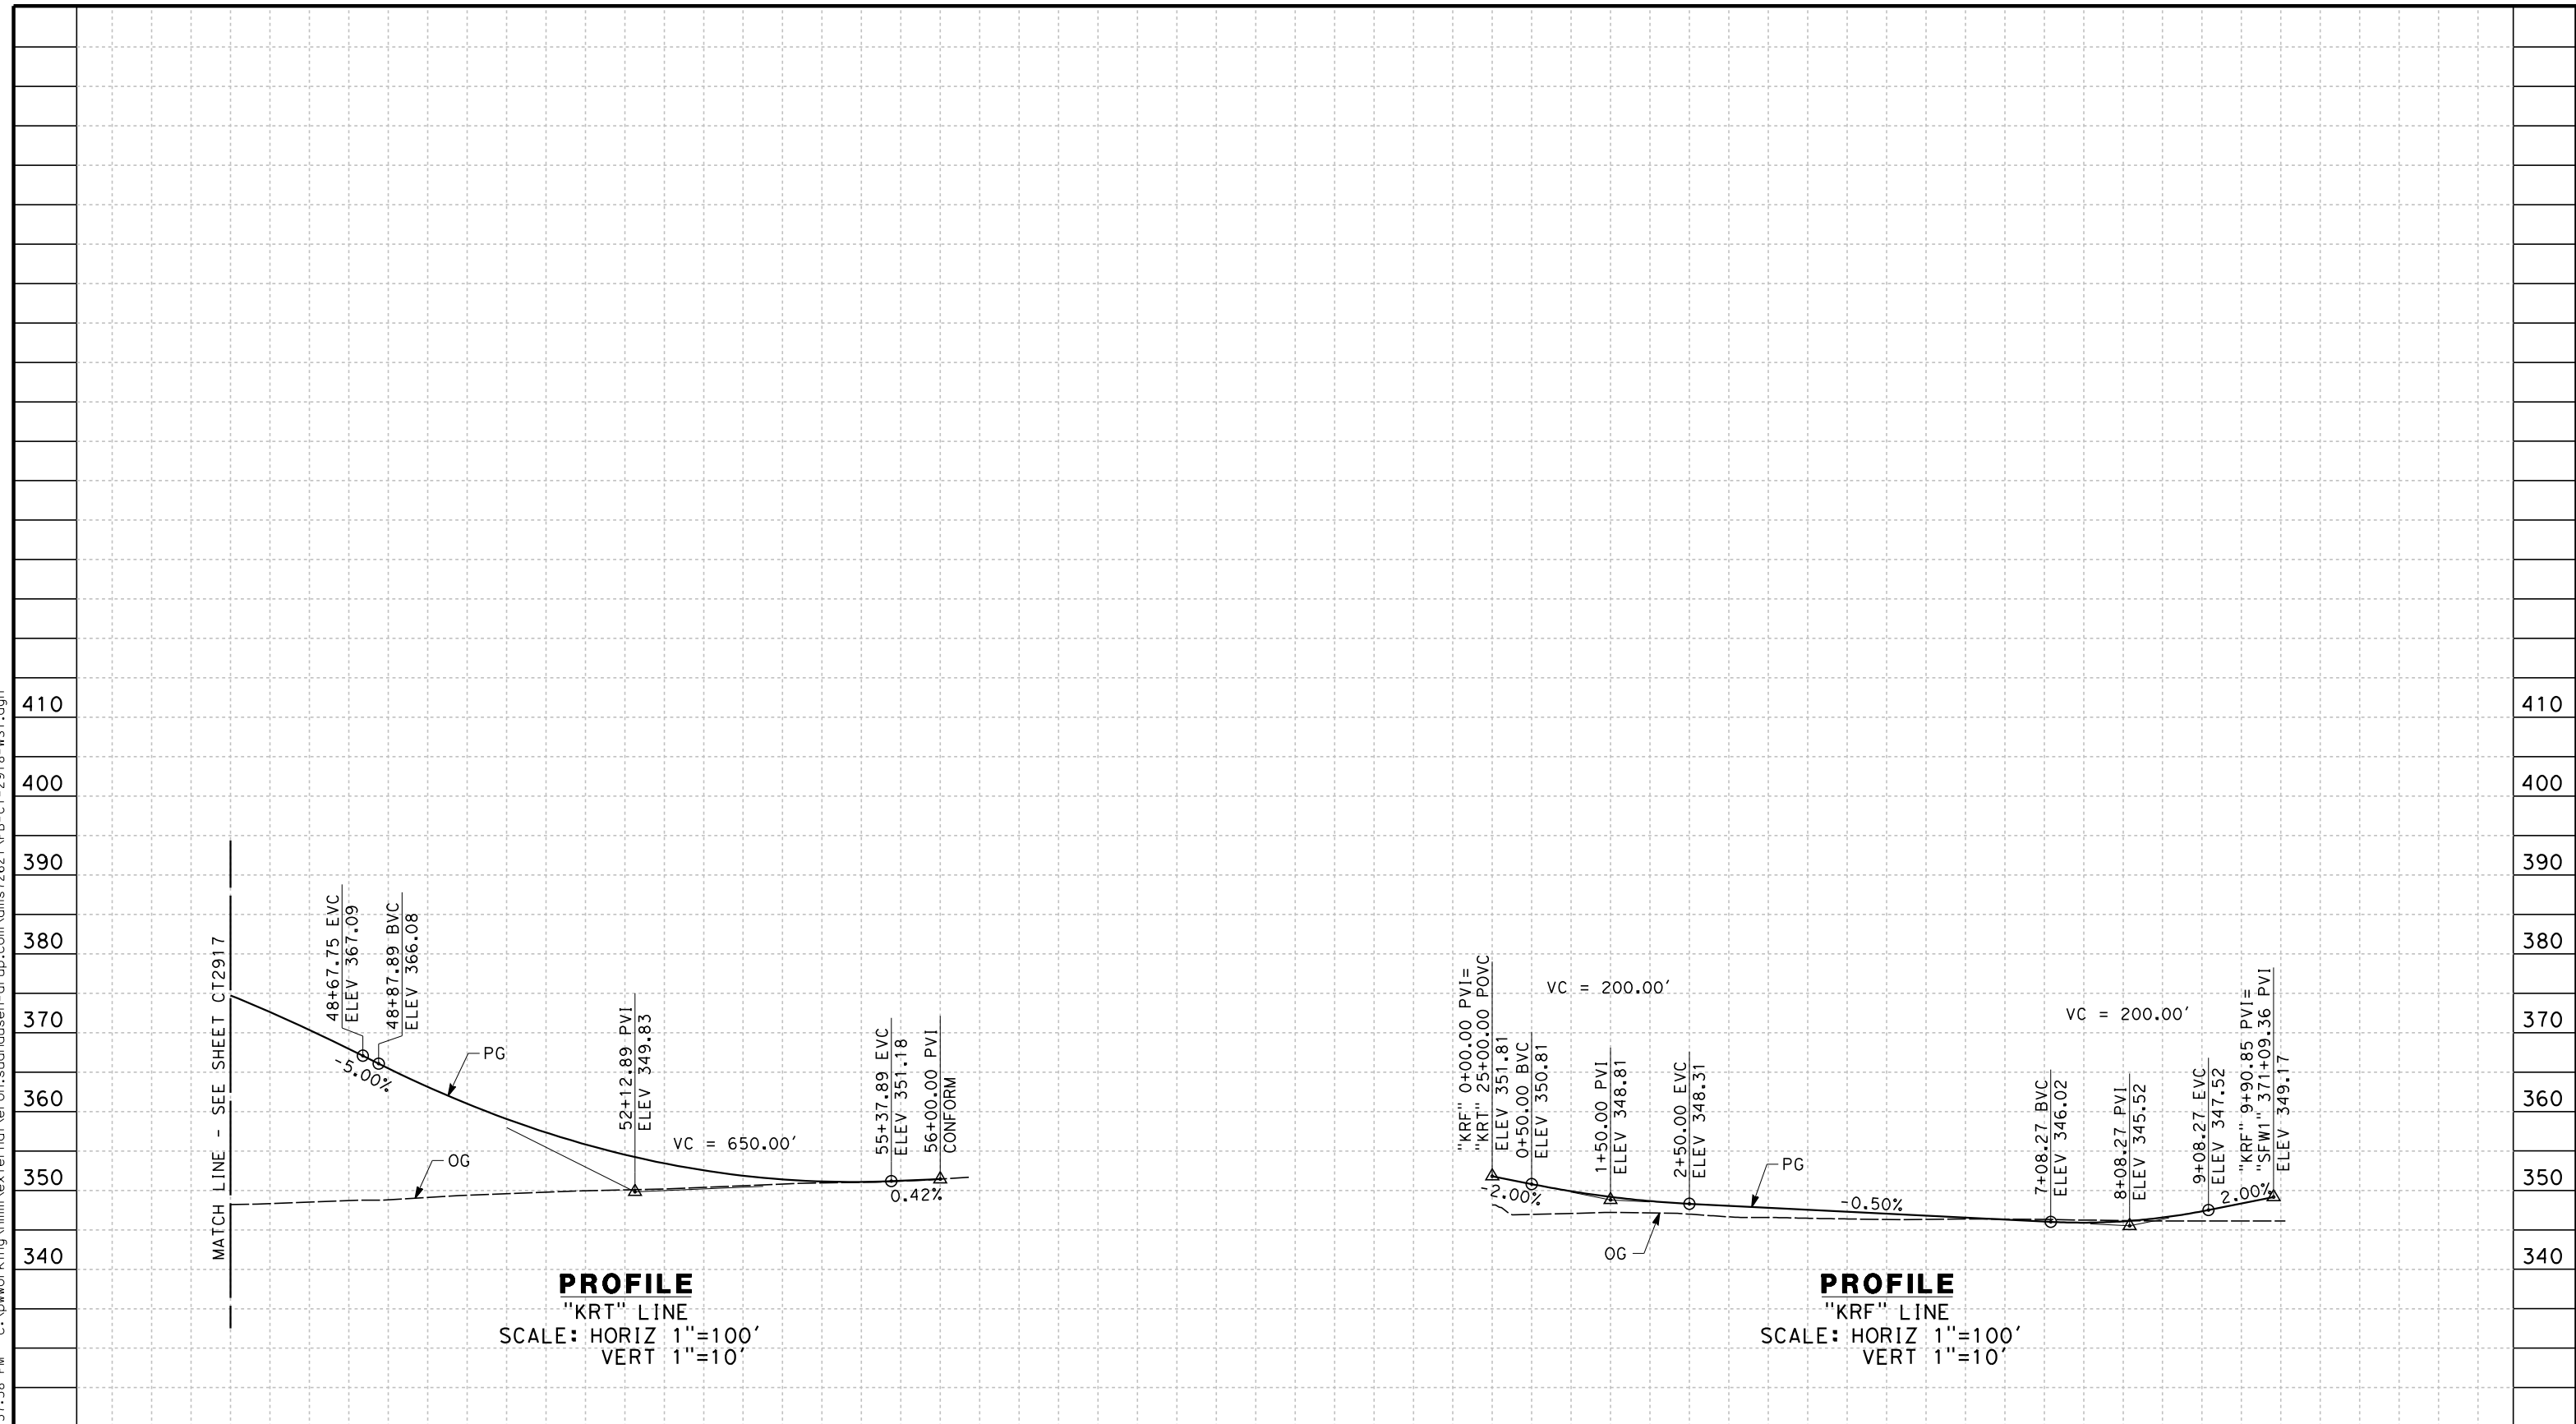 410
400
390
380
370
360
350
340
MATCH LINE - SEE SHEET CT2917
48+67.75 EVC
ELEV 367.09
48+87.89 BVC
ELEV 366.08
-5.00%
PG
OG
52+12.89 PVI
ELEV 349.83
VC = 650.00'
55+37.89 EVC
ELEV 351.18
56+00.00 PVI
CONFORM
0.42%
PROFILE
"KRT" LINE
SCALE: HORIZ 1"=100'
VERT 1"=10'
"KRF" 0+00.00 PVI=
"KRT" 25+00.00 POVC
ELEV 351.81
0+50.00 BVC
ELEV 350.81
-2.00%
VC = 200.00'
1+50.00 PVI
ELEV 348.81
2+50.00 EVC
ELEV 348.31
PG
OG
-0.50%
7+08.27 BVC
ELEV 346.02
VC = 200.00'
8+08.27 PVI
ELEV 345.52
9+08.27 EVC
ELEV 347.52
2.00%
"KRF" 9+90.85 PVI=
"SFW1" 371+09.36 PVI
ELEV 349.17
PROFILE
"KRF" LINE
SCALE: HORIZ 1"=100'
VERT 1"=10'
410
400
390
380
370
360
350
340